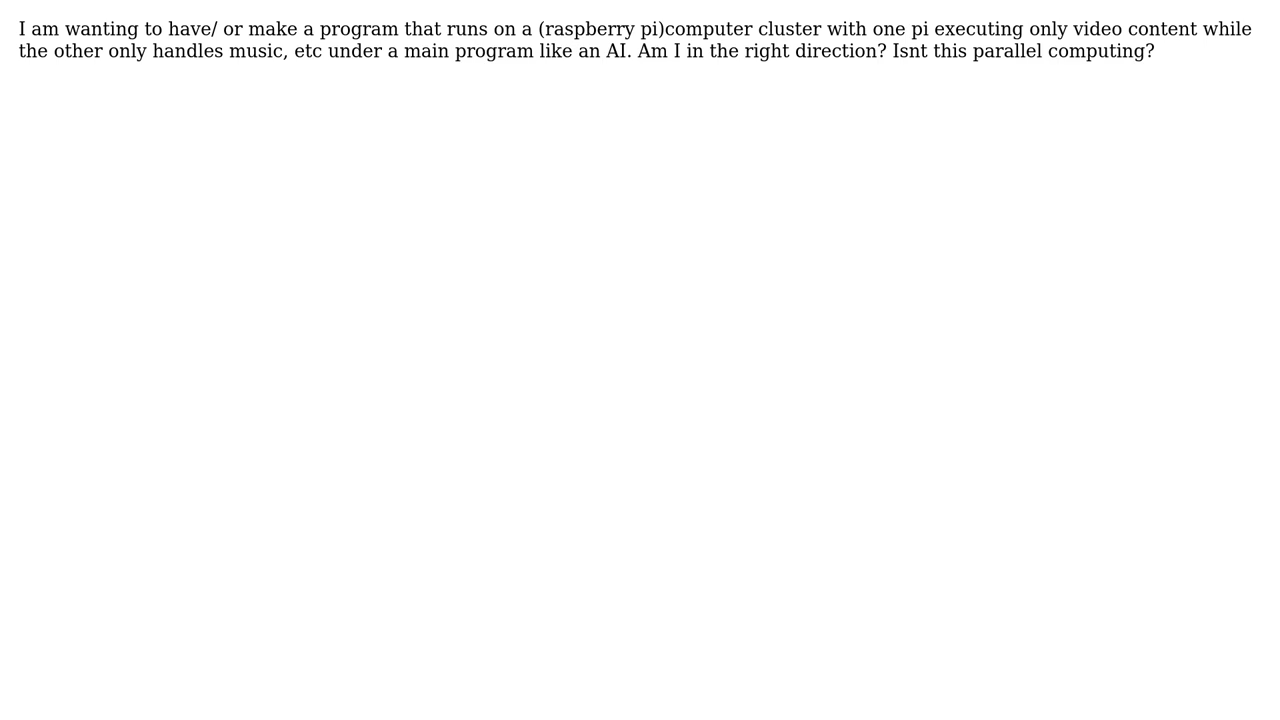 I am wanting to have/ or make a program that runs on a (raspberry pi)computer cluster with one pi executing only video content while
the other only handles music, etc under a main program like an AI. Am I in the right direction? Isnt this parallel computing?